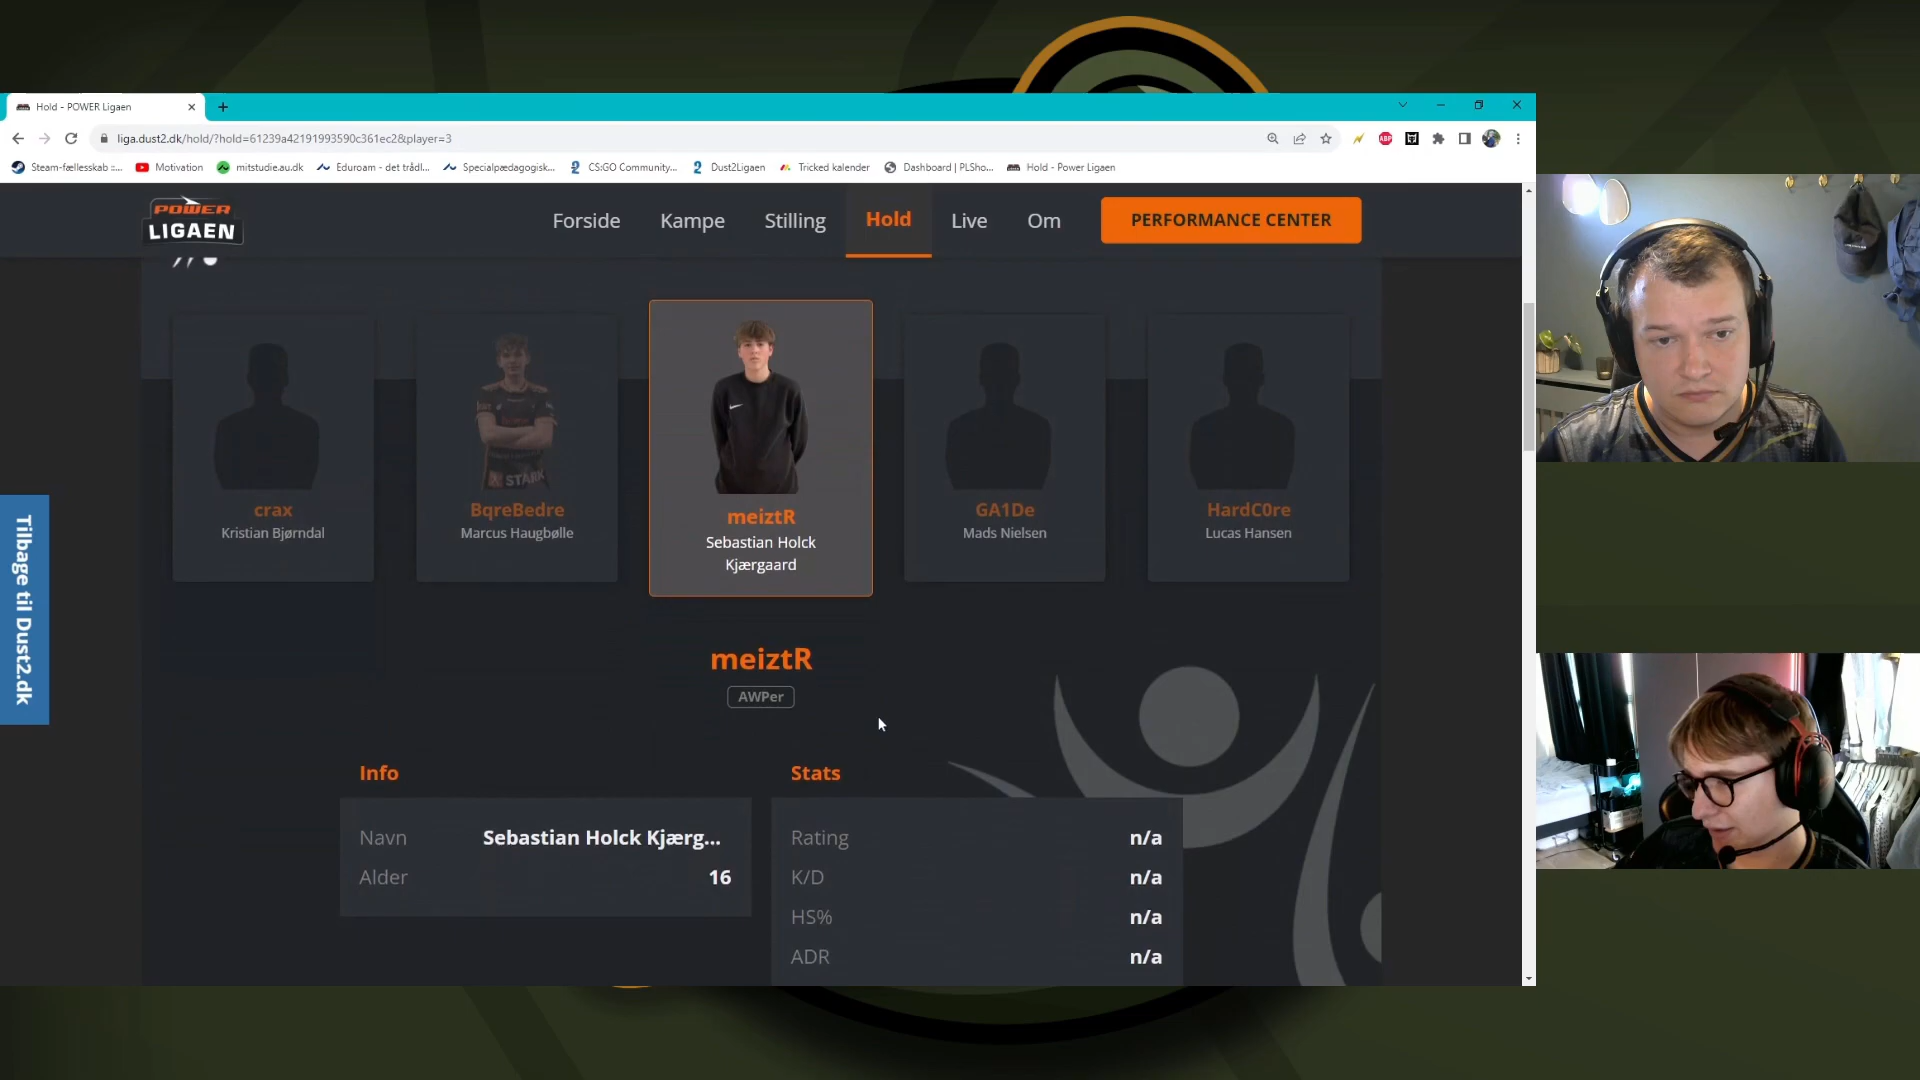 Hold - POWER Ligaen
liga.dust2.dk/hold/?hold=61239a42191993590c361ec2&player=3
Steam-fællesskab ::...
Motivation
mitstudie.au.dk
Eduroam - det trådl...
Specialpædagogisk...
CS:GO Community...
Dust2Ligaen
Tricked kalender
Dashboard | PLSho...
Hold - Power Ligaen
POWER
LIGAEN
Forside
Kampe
Stilling
Hold
Live
Om
PERFORMANCE CENTER
ABP
STARK
crax
Kristian Bjørndal
BqreBedre
Marcus Haugbølle
meiztR
Sebastian Holck
Kjærgaard
GA1De
Mads Nielsen
HardC0re
Lucas Hansen
Tilbage til Dust2.dk
meiztR
AWPer
Info
Navn Sebastian Holck Kjærg...
Alder 16
Stats
Rating n/a
K/D n/a
HS% n/a
ADR n/a